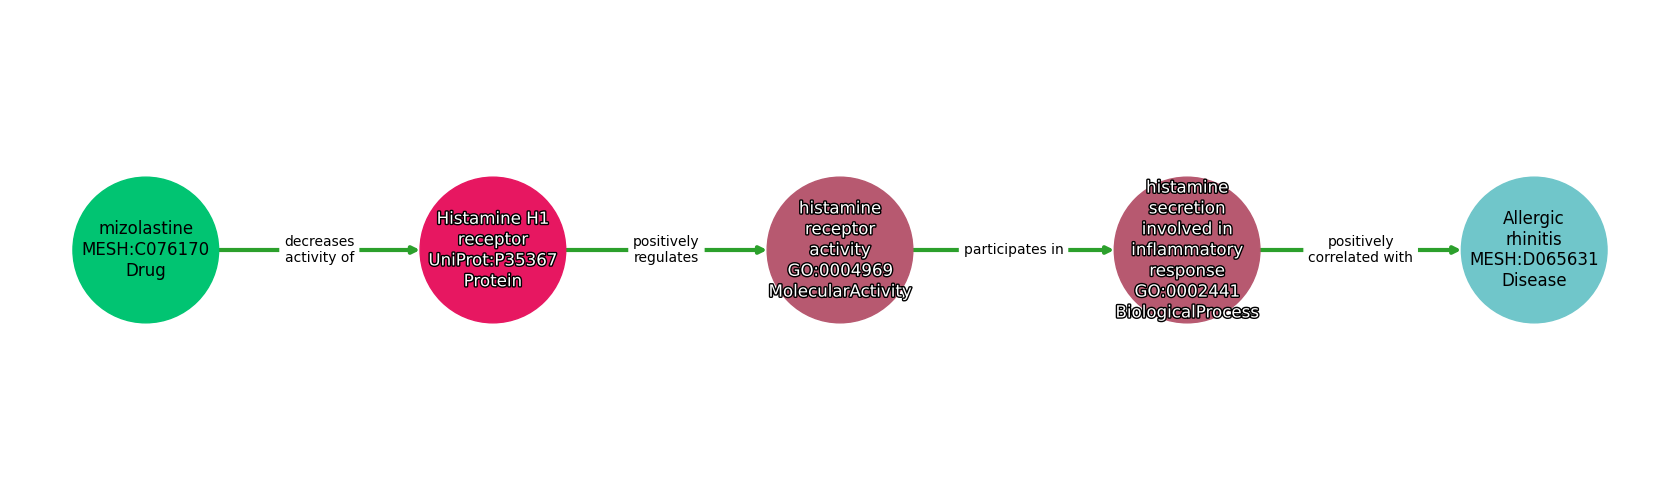 mizolastine
MESH:C076170
Drug
decreases
activity of
Histamine H1
receptor
UniProt:P35367
Protein
positively
regulates
histamine
receptor
activity
GO:0004969
MolecularActivity
participates in
histamine
secretion
involved in
inflammatory
response
GO:0002441
BiologicalProcess
positively
correlated with
Allergic
rhinitis
MESH:D065631
Disease